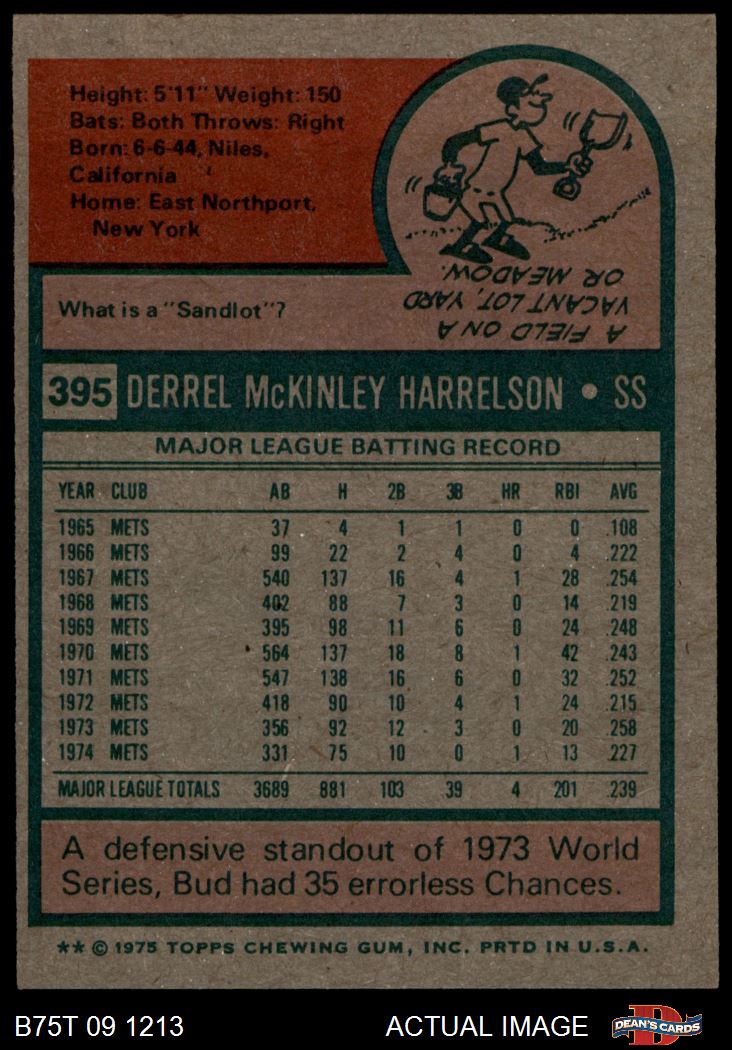 Height: 5'11" Weight: 150
Bats: Both Throws: Right
Born: 6-6-44, Niles,
California
Home: East Northport,
New York
What is a "Sandlot"?
A FIELD ON A
VACANT LOT, YARD
OR MEADOW.
395 DERREL McKINLEY HARRELSON • SS
MAJOR LEAGUE BATTING RECORD
YEAR CLUB AB H 2B 3B HR RBI AVG
1965 METS 37 4 1 1 0 0 .108
1966 METS 99 22 2 4 0 4 .222
1967 METS 540 137 16 4 1 28 .254
1968 METS 402 88 7 3 0 14 .219
1969 METS 395 98 11 6 0 24 .248
1970 METS 564 137 18 8 1 42 .243
1971 METS 547 138 16 6 0 32 .252
1972 METS 418 90 10 4 1 24 .215
1973 METS 356 92 12 3 0 20 .258
1974 METS 331 75 10 0 1 13 .227
MAJOR LEAGUE TOTALS 3689 881 103 39 4 201 .239
A defensive standout of 1973 World
Series, Bud had 35 errorless Chances.
** © 1975 TOPPS CHEWING GUM, INC. PRTD IN U.S.A.
B75T 09 1213 ACTUAL IMAGE D DEAN'S CARDS